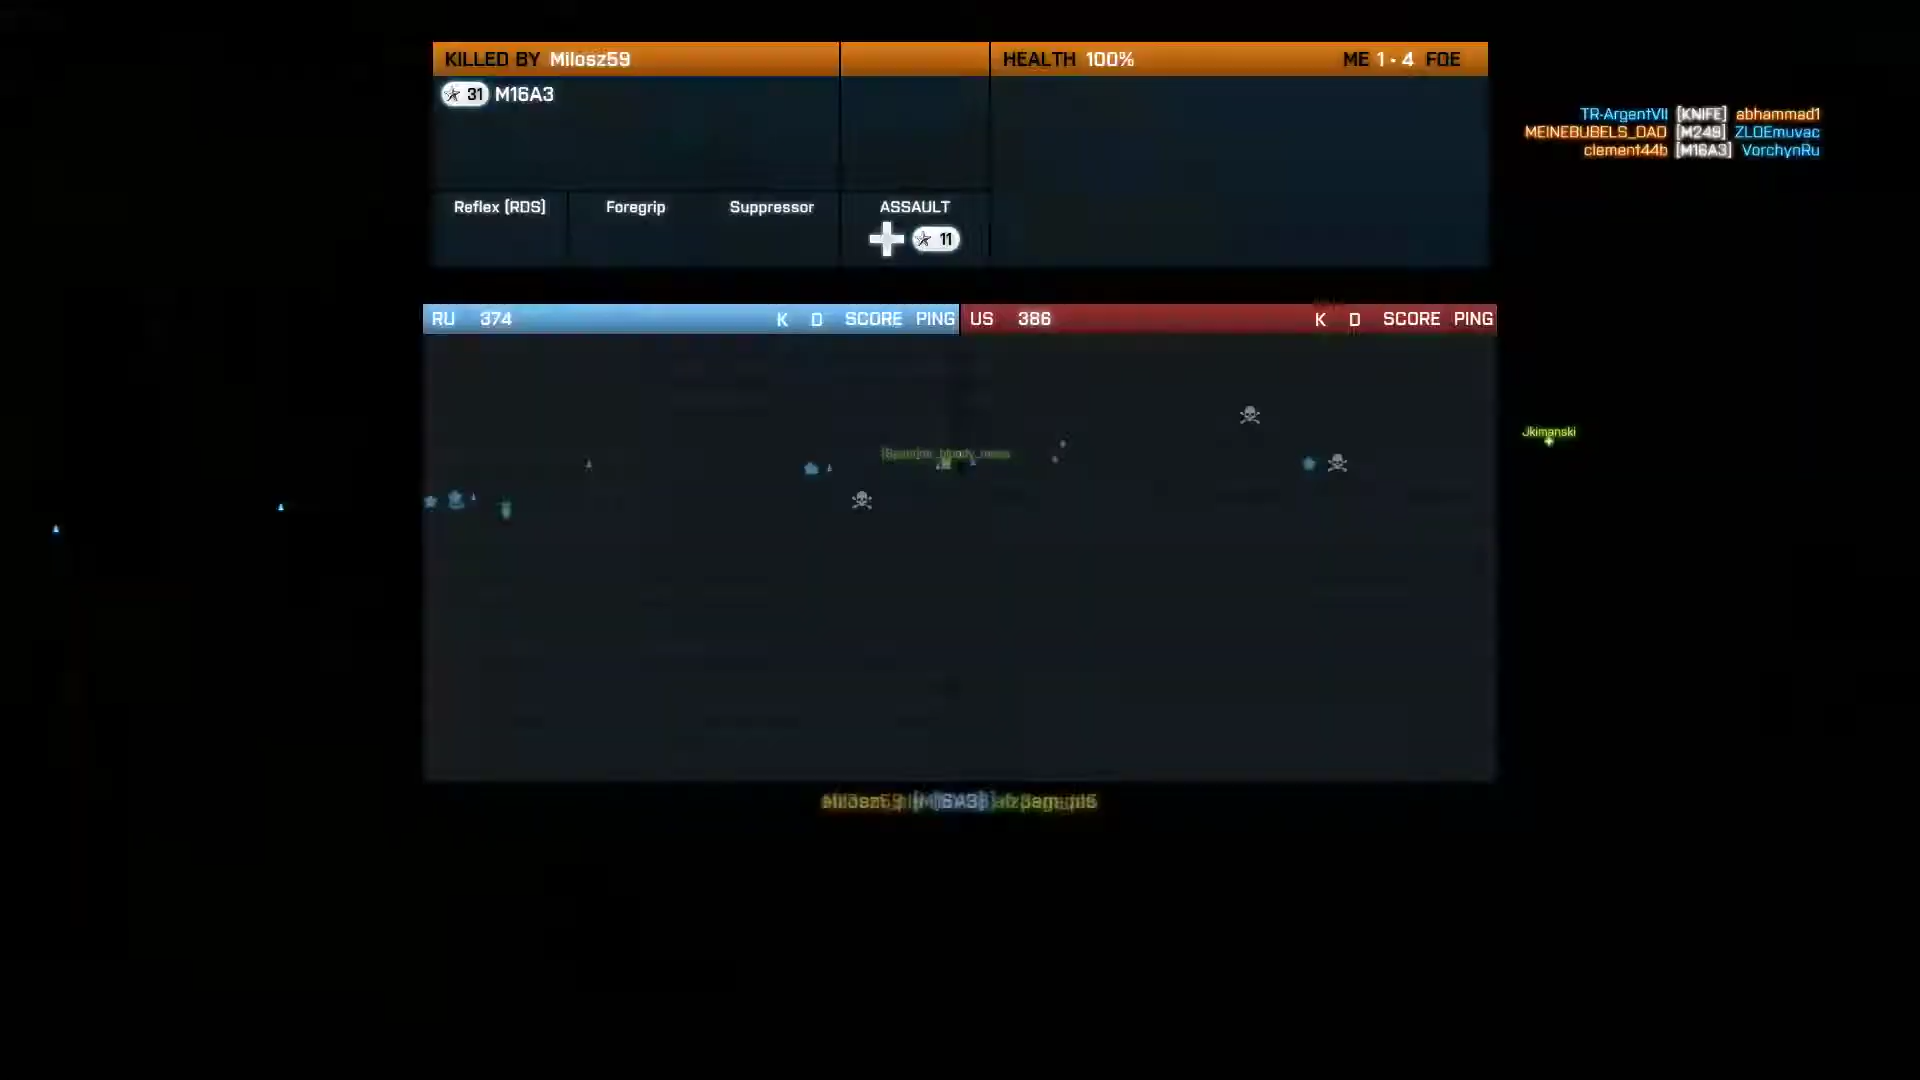 KILLED BY Milosz59 HEALTH 100% ME 1 - 4 FOE
31 M16A3
TR-ArgentVII [KNIFE] abhammad1
MEINEBUBELS_DAD [M249] ZLOEmuvac
clement44b [M16A3] VorchynRu
Reflex (RDS) Foregrip Suppressor ASSAULT
11
RU 374 K D SCORE PING US 386 K D SCORE PING
Jkimanski